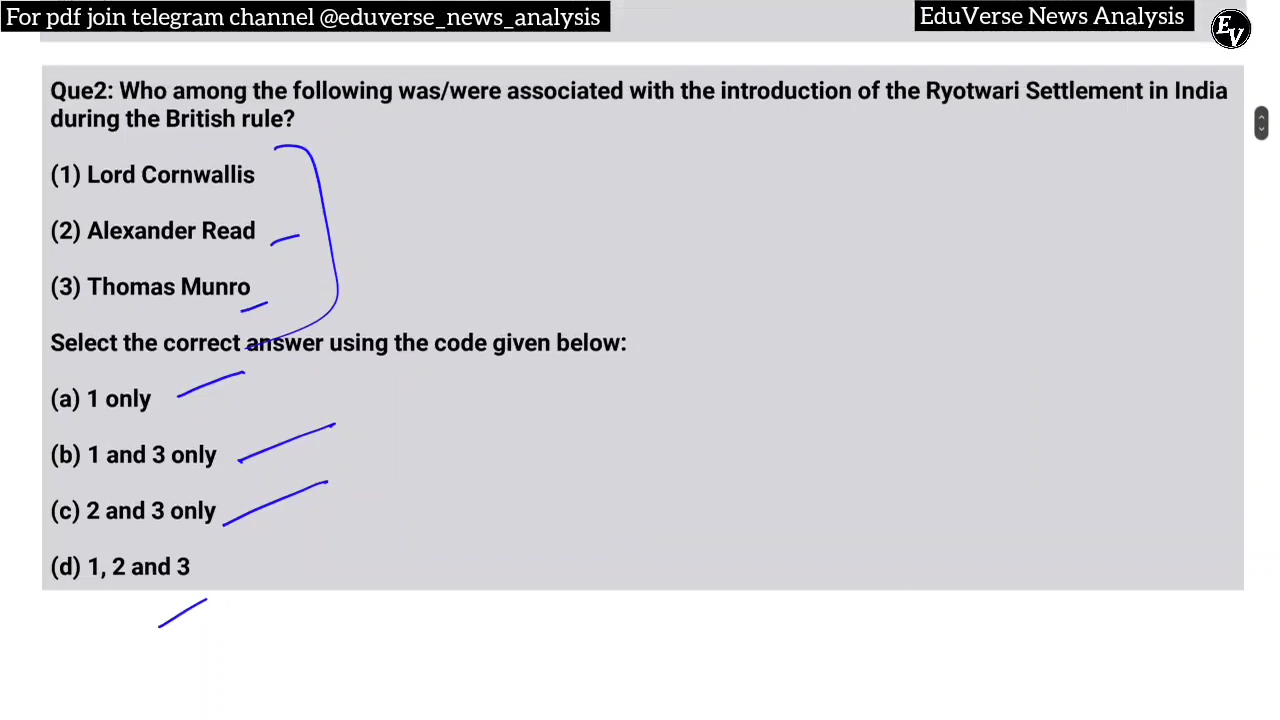 For pdf join telegram channel @eduverse_news_analysis
EduVerse News Analysis
EV
Que2: Who among the following was/were associated with the introduction of the Ryotwari Settlement in India
during the British rule?
(1) Lord Cornwallis
(2) Alexander Read
(3) Thomas Munro
Select the correct answer using the code given below:
(a) 1 only
(b) 1 and 3 only
(c) 2 and 3 only
(d) 1, 2 and 3